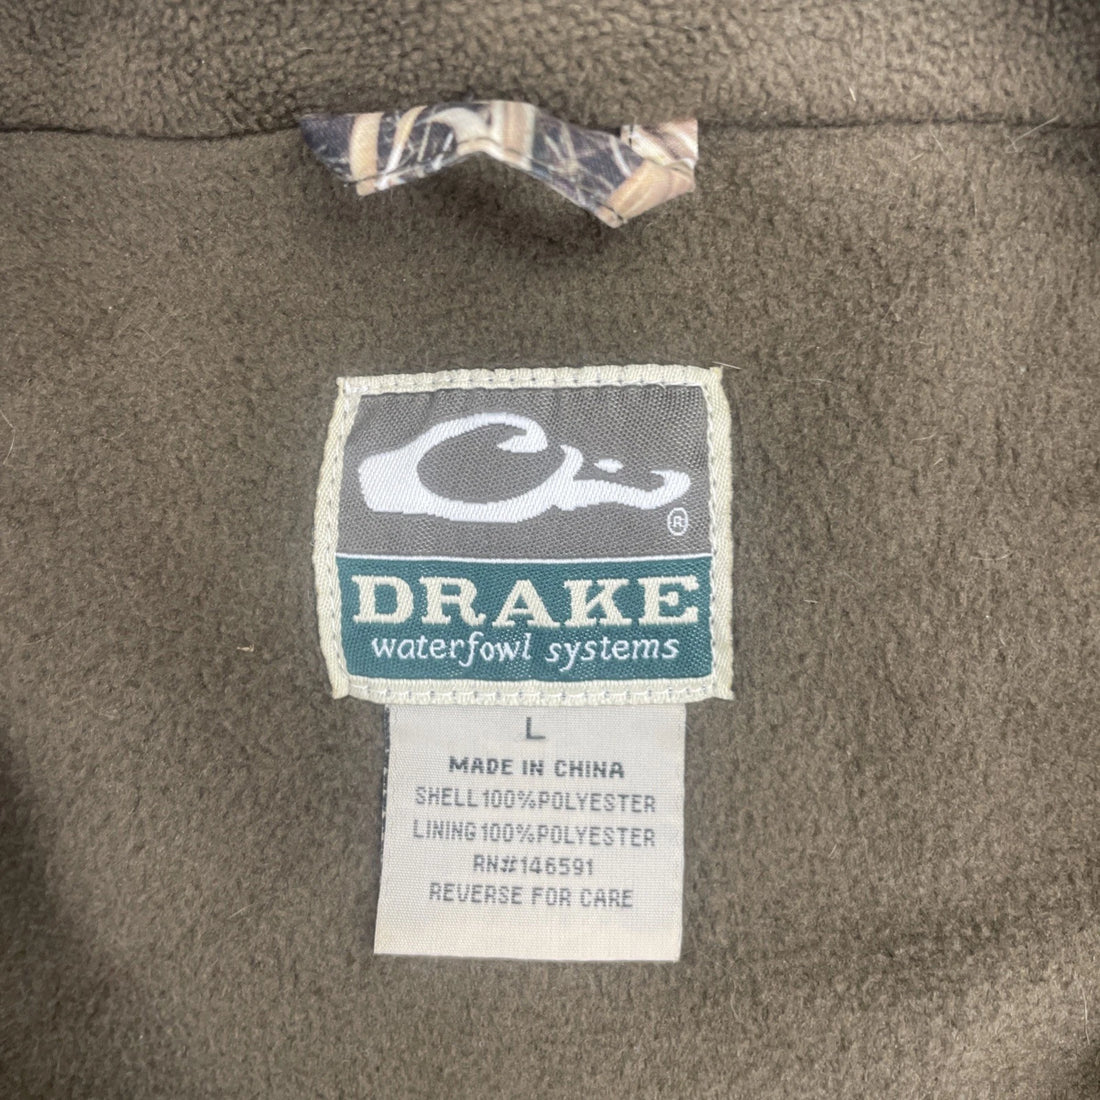 ®
DRAKE
waterfowl systems
L
MADE IN CHINA
SHELL 100%POLYESTER
LINING 100%POLYESTER
RN#146591
REVERSE FOR CARE